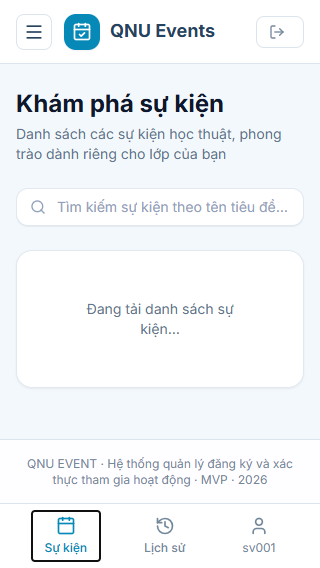 QNU Events
Khám phá sự kiện
Danh sách các sự kiện học thuật, phong
trào dành riêng cho lớp của bạn
Tìm kiếm sự kiện theo tên tiêu đề...
Đang tải danh sách sự
kiện...
QNU EVENT · Hệ thống quản lý đăng ký và xác
thực tham gia hoạt động · MVP · 2026
Sự kiện
Lịch sử
sv001